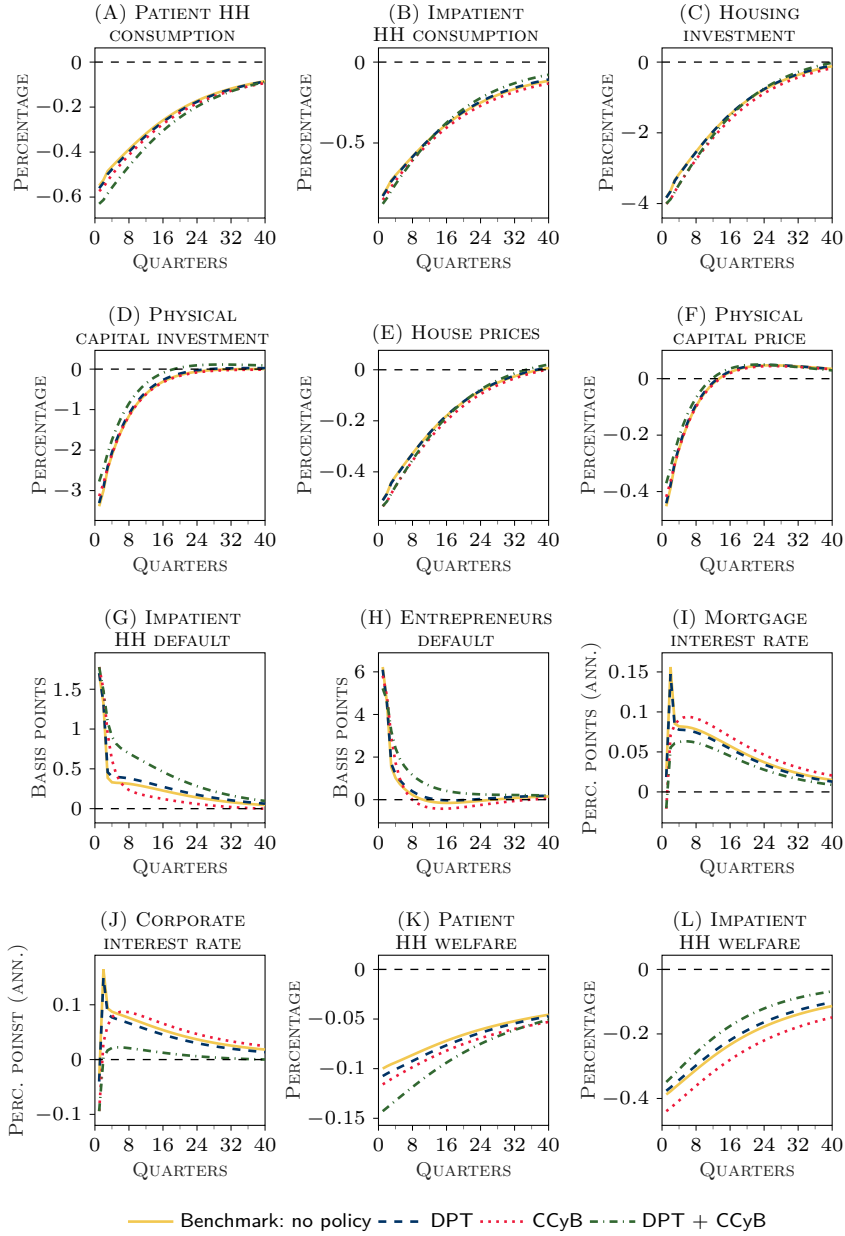 (A) Patient HH
consumption
(B) Impatient
HH consumption
(C) Housing
investment
Percentage
0
−0.2
−0.4
−0.6
0 8 16 24 32 40
Quarters
Percentage
0
−0.5
0 8 16 24 32 40
Quarters
Percentage
0
−2
−4
0 8 16 24 32 40
Quarters
(D) Physical
capital investment
(E) House prices
(F) Physical
capital price
Percentage
0
−1
−2
−3
0 8 16 24 32 40
Quarters
Percentage
0
−0.2
−0.4
0 8 16 24 32 40
Quarters
Percentage
0
−0.2
−0.4
0 8 16 24 32 40
Quarters
(G) Impatient
HH default
(H) Entrepreneurs
default
(I) Mortgage
interest rate
Basis points
1.5
1
0.5
0
0 8 16 24 32 40
Quarters
Basis points
6
4
2
0
0 8 16 24 32 40
Quarters
Perc. points (ann.)
0.15
0.1
0.05
0
0 8 16 24 32 40
Quarters
(J) Corporate
interest rate
(K) Patient
HH welfare
(L) Impatient
HH welfare
Perc. poinst (ann.)
0.1
0
−0.1
0 8 16 24 32 40
Quarters
Percentage
0
−0.05
−0.1
−0.15
0 8 16 24 32 40
Quarters
Percentage
0
−0.2
−0.4
0 8 16 24 32 40
Quarters
Benchmark: no policy DPT CCyB DPT + CCyB